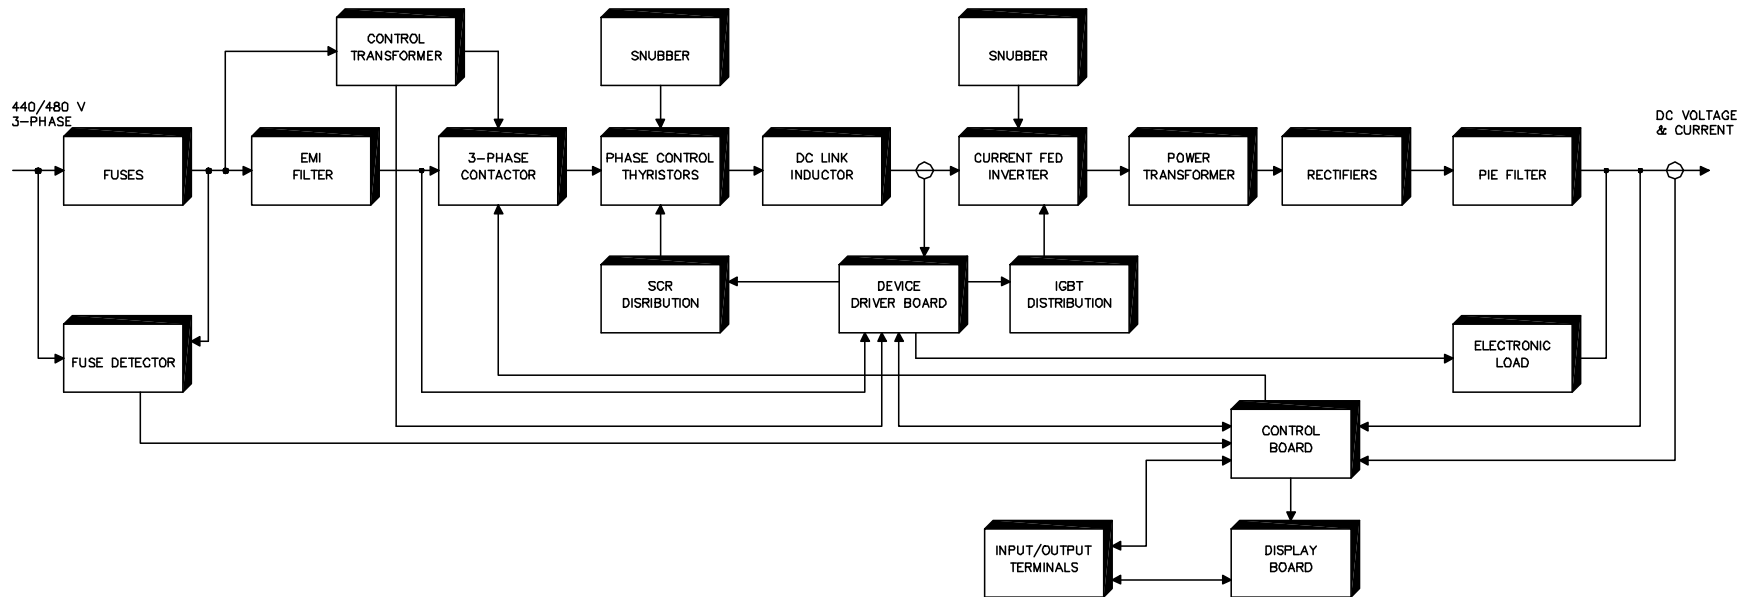 CONTROL
TRANSFORMER
SNUBBER
SNUBBER
440/480 V
3-PHASE
DC VOLTAGE
& CURRENT
FUSES
EMI
FILTER
3-PHASE
CONTACTOR
PHASE CONTROL
THYRISTORS
DC LINK
INDUCTOR
CURRENT FED
INVERTER
POWER
TRANSFORMER
RECTIFIERS
PIE FILTER
SCR
DISRIBUTION
DEVICE
DRIVER BOARD
IGBT
DISTRIBUTION
FUSE DETECTOR
ELECTRONIC
LOAD
CONTROL
BOARD
INPUT/OUTPUT
TERMINALS
DISPLAY
BOARD